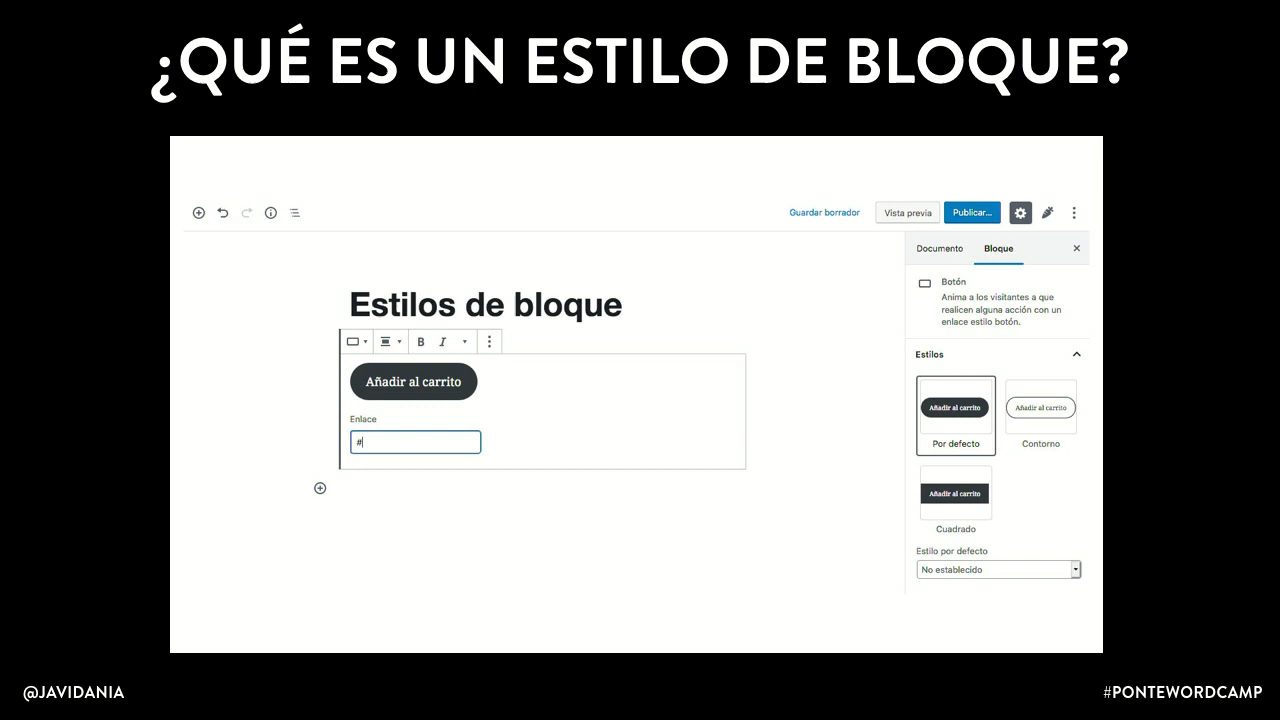 ¿QUÉ ES UN ESTILO DE BLOQUE?
Guardar borrador
Vista previa
Publicar...
Documento
Bloque
Botón
Anima a los visitantes a que
realicen alguna acción con un
enlace estilo botón.
Estilos de bloque
B I
Añadir al carrito
Enlace
#
Estilos
Añadir al carrito
Por defecto
Añadir al carrito
Contorno
Añadir al carrito
Cuadrado
Estilo por defecto
No establecido
@JAVIDANIA
#PONTEWORDCAMP